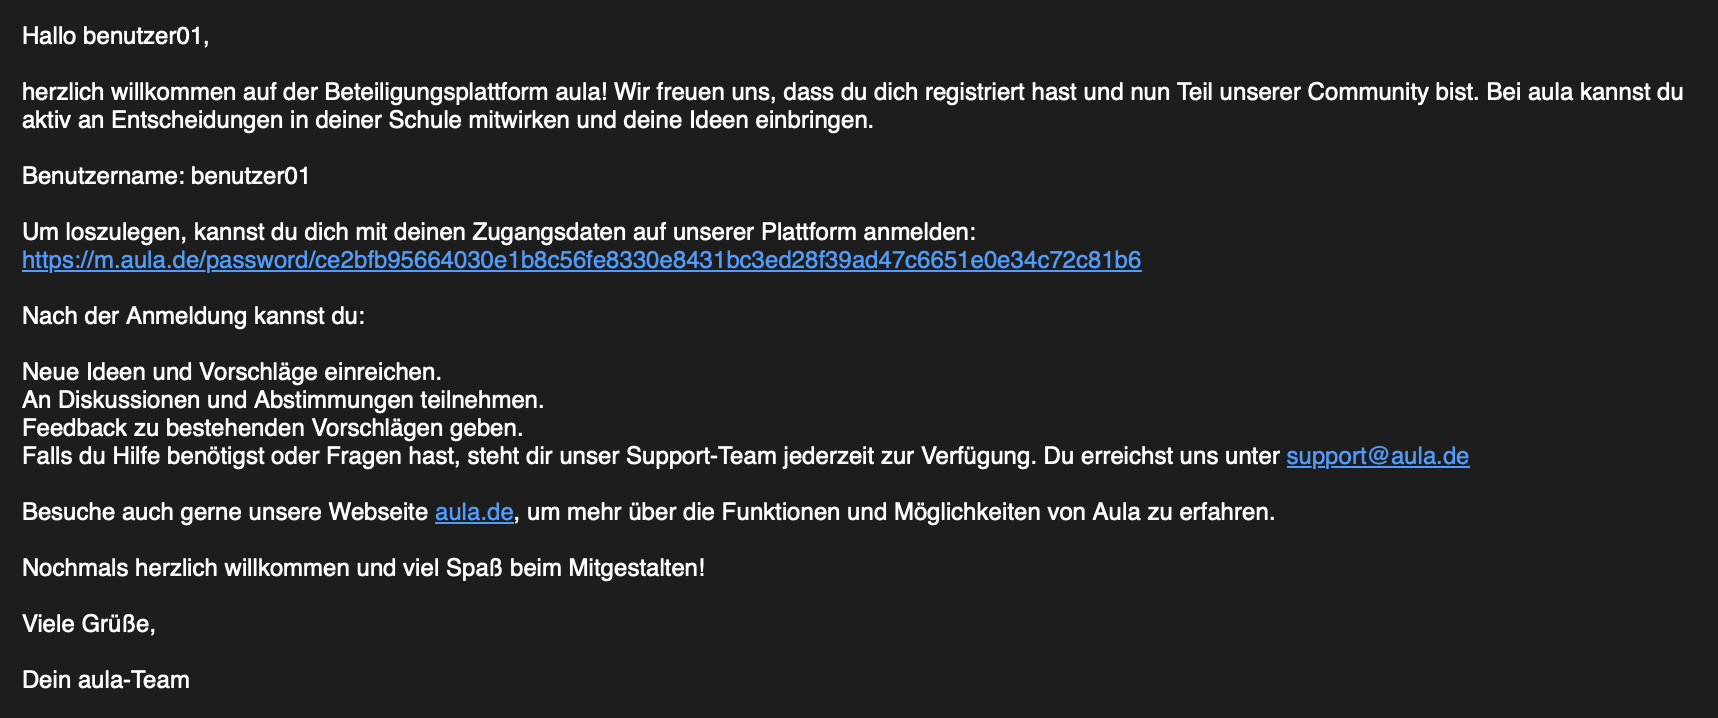 Hallo benutzer01,
herzlich willkommen auf der Beteiligungsplattform aula! Wir freuen uns, dass du dich registriert hast und nun Teil unserer Community bist. Bei aula kannst du
aktiv an Entscheidungen in deiner Schule mitwirken und deine Ideen einbringen.
Benutzername: benutzer01
Um loszulegen, kannst du dich mit deinen Zugangsdaten auf unserer Plattform anmelden:
https://m.aula.de/password/ce2bfb95664030e1b8c56fe8330e8431bc3ed28f39ad47c6651e0e34c72c81b6
Nach der Anmeldung kannst du:
Neue Ideen und Vorschläge einreichen.
An Diskussionen und Abstimmungen teilnehmen.
Feedback zu bestehenden Vorschlägen geben.
Falls du Hilfe benötigst oder Fragen hast, steht dir unser Support-Team jederzeit zur Verfügung. Du erreichst uns unter support@aula.de
Besuche auch gerne unsere Webseite aula.de, um mehr über die Funktionen und Möglichkeiten von Aula zu erfahren.
Nochmals herzlich willkommen und viel Spaß beim Mitgestalten!
Viele Grüße,
Dein aula-Team